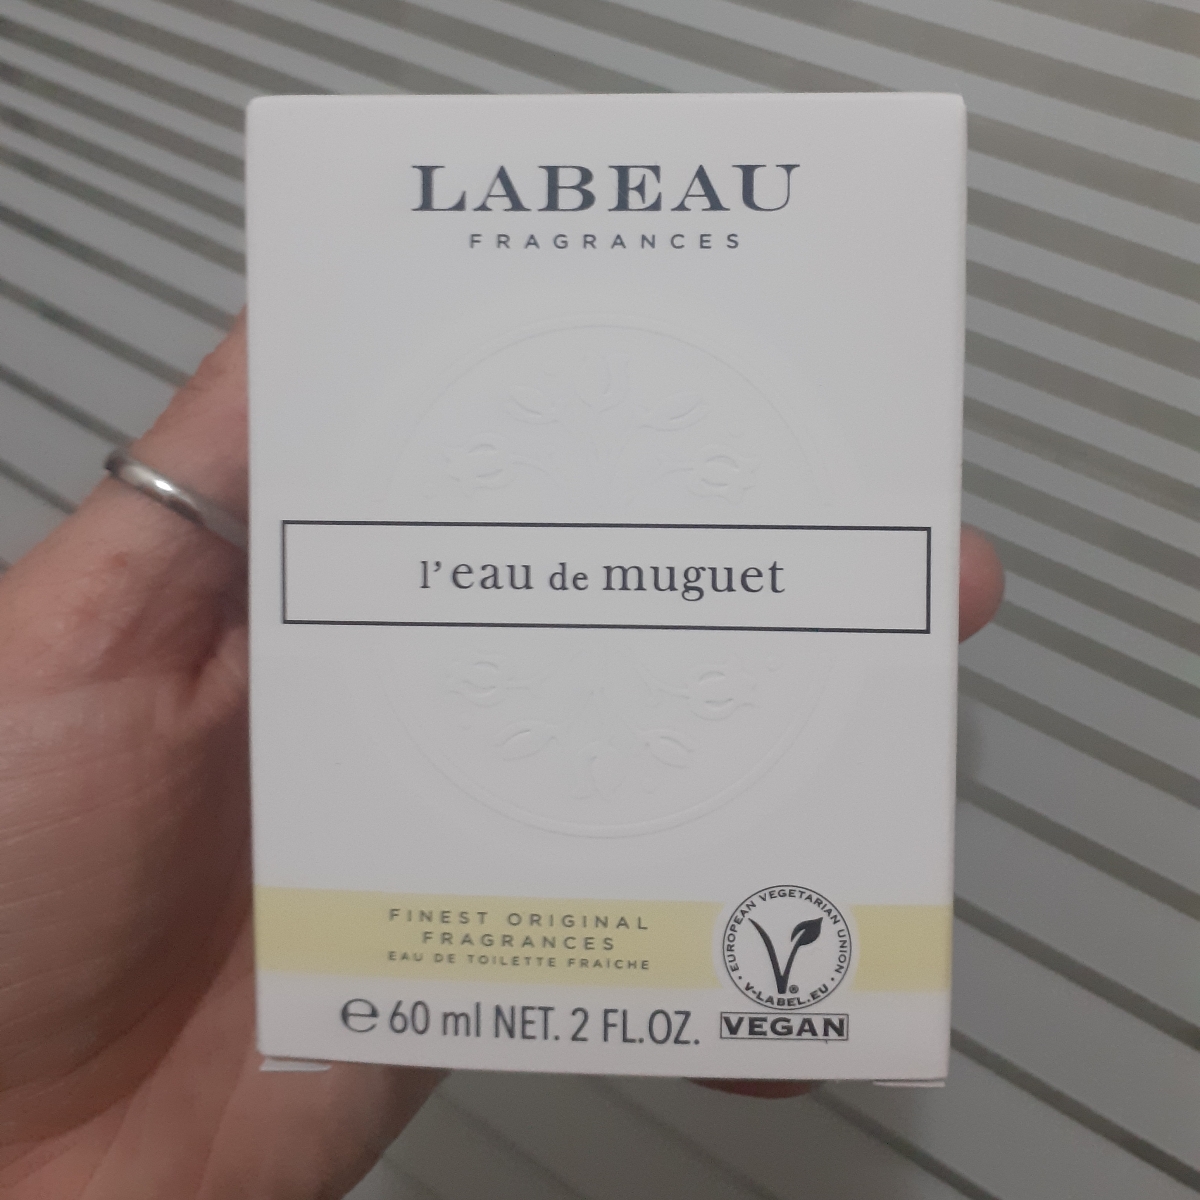 LABEAU
FRAGRANCES
l'eau de muguet
FINEST ORIGINAL
FRAGRANCES
EAU DE TOILETTE FRAÎCHE
EUROPEAN VEGETARIAN UNION
• V-LABEL.EU •
®
VEGAN
℮ 60 ml NET. 2 FL.OZ.